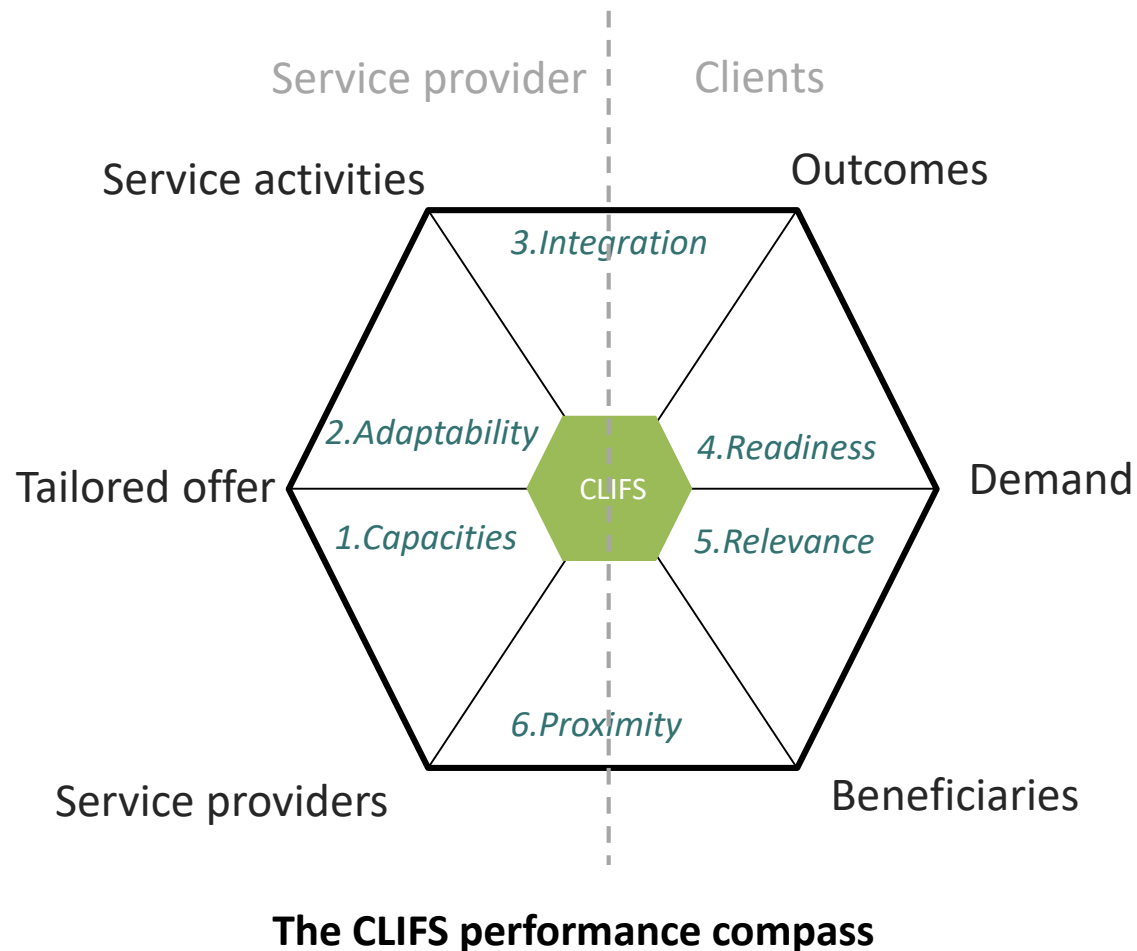 Service provider
Clients
Service activities
Outcomes
3.Integration
2.Adaptability
4.Readiness
Tailored offer
CLIFS
Demand
1.Capacities
5.Relevance
6.Proximity
Service providers
Beneficiaries
The CLIFS performance compass